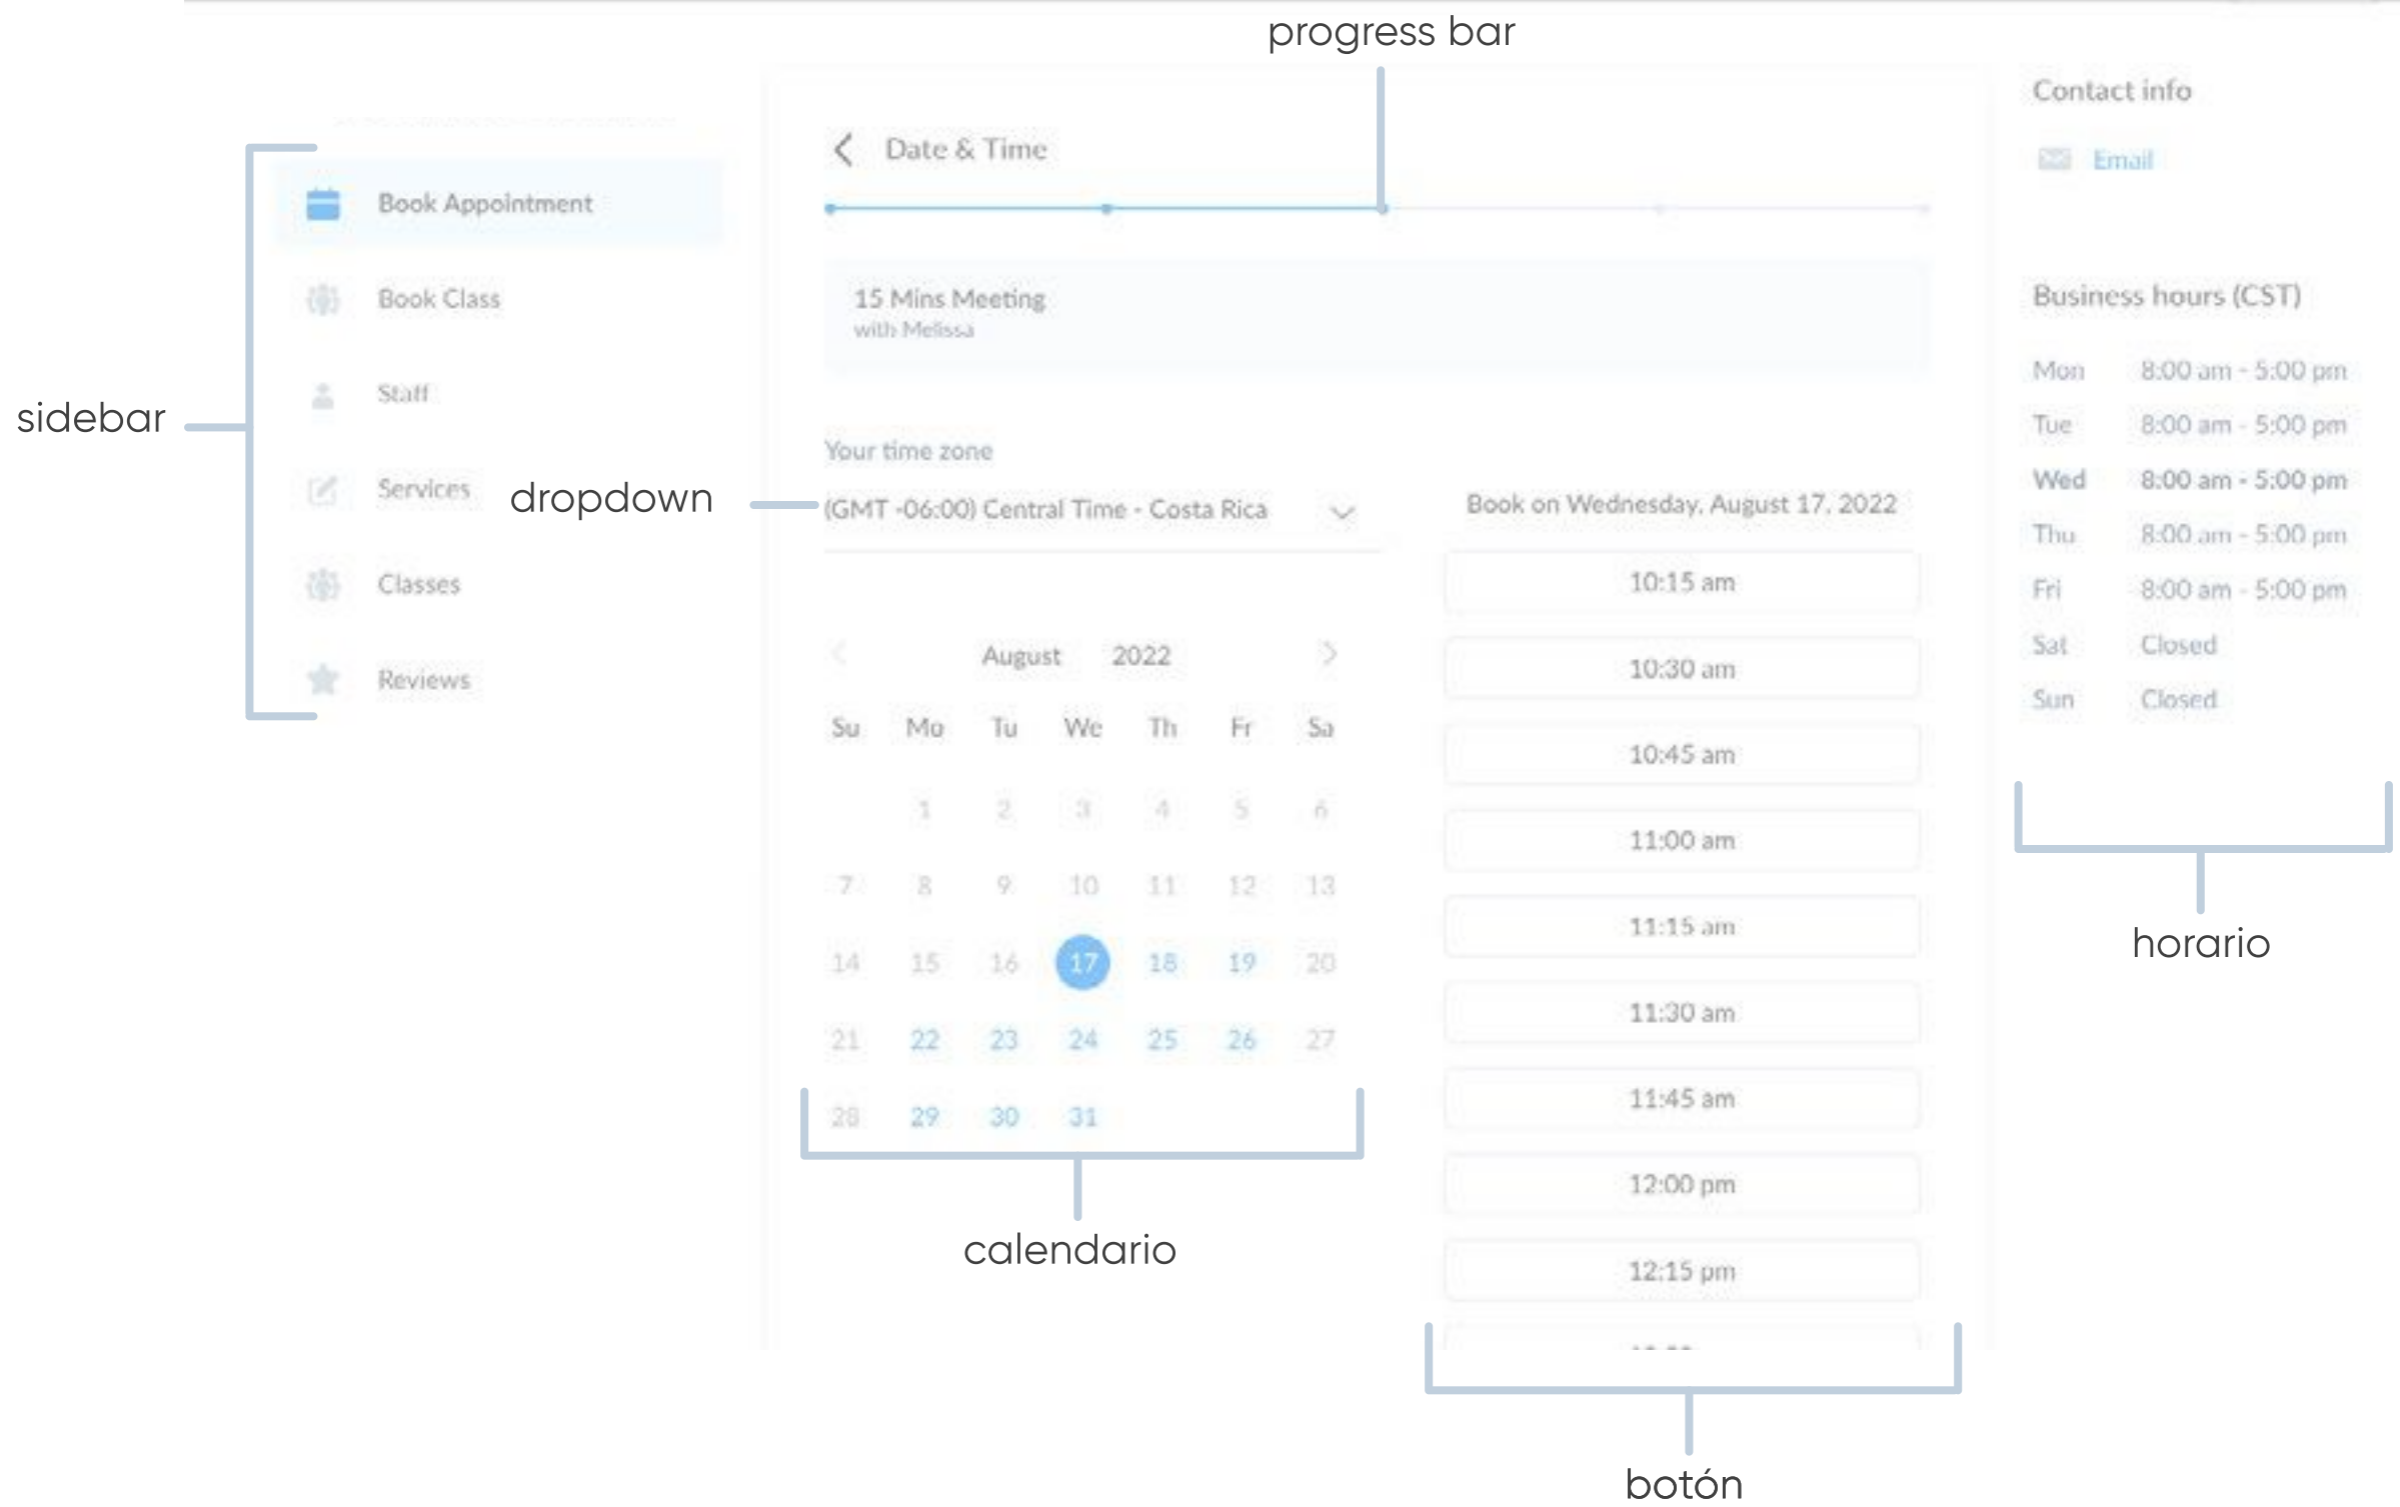 progress bar
sidebar
Book Appointment
Book Class
Staff
Services
Classes
Reviews
dropdown
Date & Time
15 Mins Meeting
with Melissa
Your time zone
(GMT -06:00) Central Time - Costa Rica
August 2022
Su Mo Tu We Th Fr Sa
1 2 3 4 5 6
7 8 9 10 11 12 13
14 15 16 17 18 19 20
21 22 23 24 25 26 27
28 29 30 31
calendario
Book on Wednesday, August 17, 2022
10:15 am
10:30 am
10:45 am
11:00 am
11:15 am
11:30 am
11:45 am
12:00 pm
12:15 pm
botón
Contact info
Email
Business hours (CST)
Mon 8:00 am - 5:00 pm
Tue 8:00 am - 5:00 pm
Wed 8:00 am - 5:00 pm
Thu 8:00 am - 5:00 pm
Fri 8:00 am - 5:00 pm
Sat Closed
Sun Closed
horario